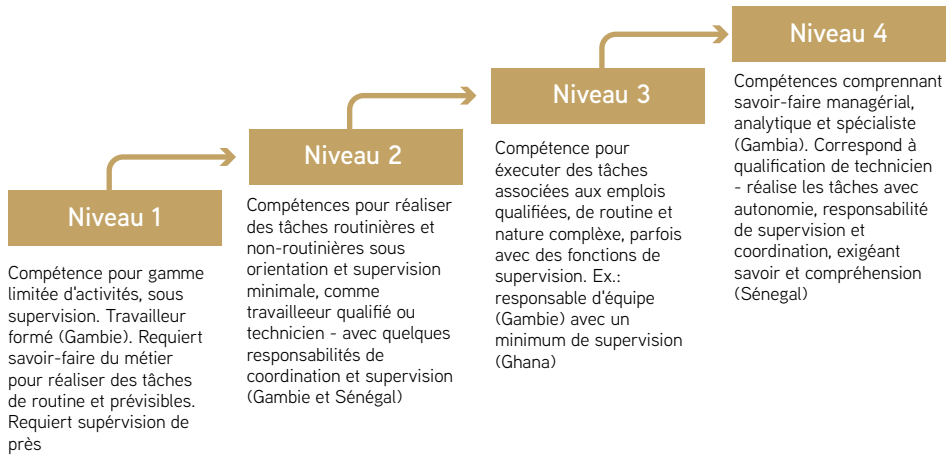 Niveau 1
Compétence pour gamme
limitée d'activités, sous
supervision. Travailleur
formé (Gambie). Requiert
savoir-faire du métier
pour réaliser des tâches
de routine et prévisibles.
Requiert supérvision de
près
Niveau 2
Compétences pour réaliser
des tâches routinières et
non-routinières sous
orientation et supervision
minimale, comme
travailleeur qualifié ou
technicien - avec quelques
responsabilités de
coordination et supervision
(Gambie et Sénégal)
Niveau 3
Compétence pour
éxecuter des tâches
associées aux emplois
qualifiées, de routine et
nature complèxe, parfois
avec des fonctions de
supervision. Ex.:
responsable d'équipe
(Gambie) avec un
minimum de supervision
(Ghana)
Niveau 4
Compétences comprennant
savoir-faire managérial,
analytique et spécialiste
(Gambia). Correspond à
qualification de technicien
- réalise les tâches avec
autonomie, responsabilité
de supervision et
coordination, exigéant
savoir et compréhension
(Sénegal)